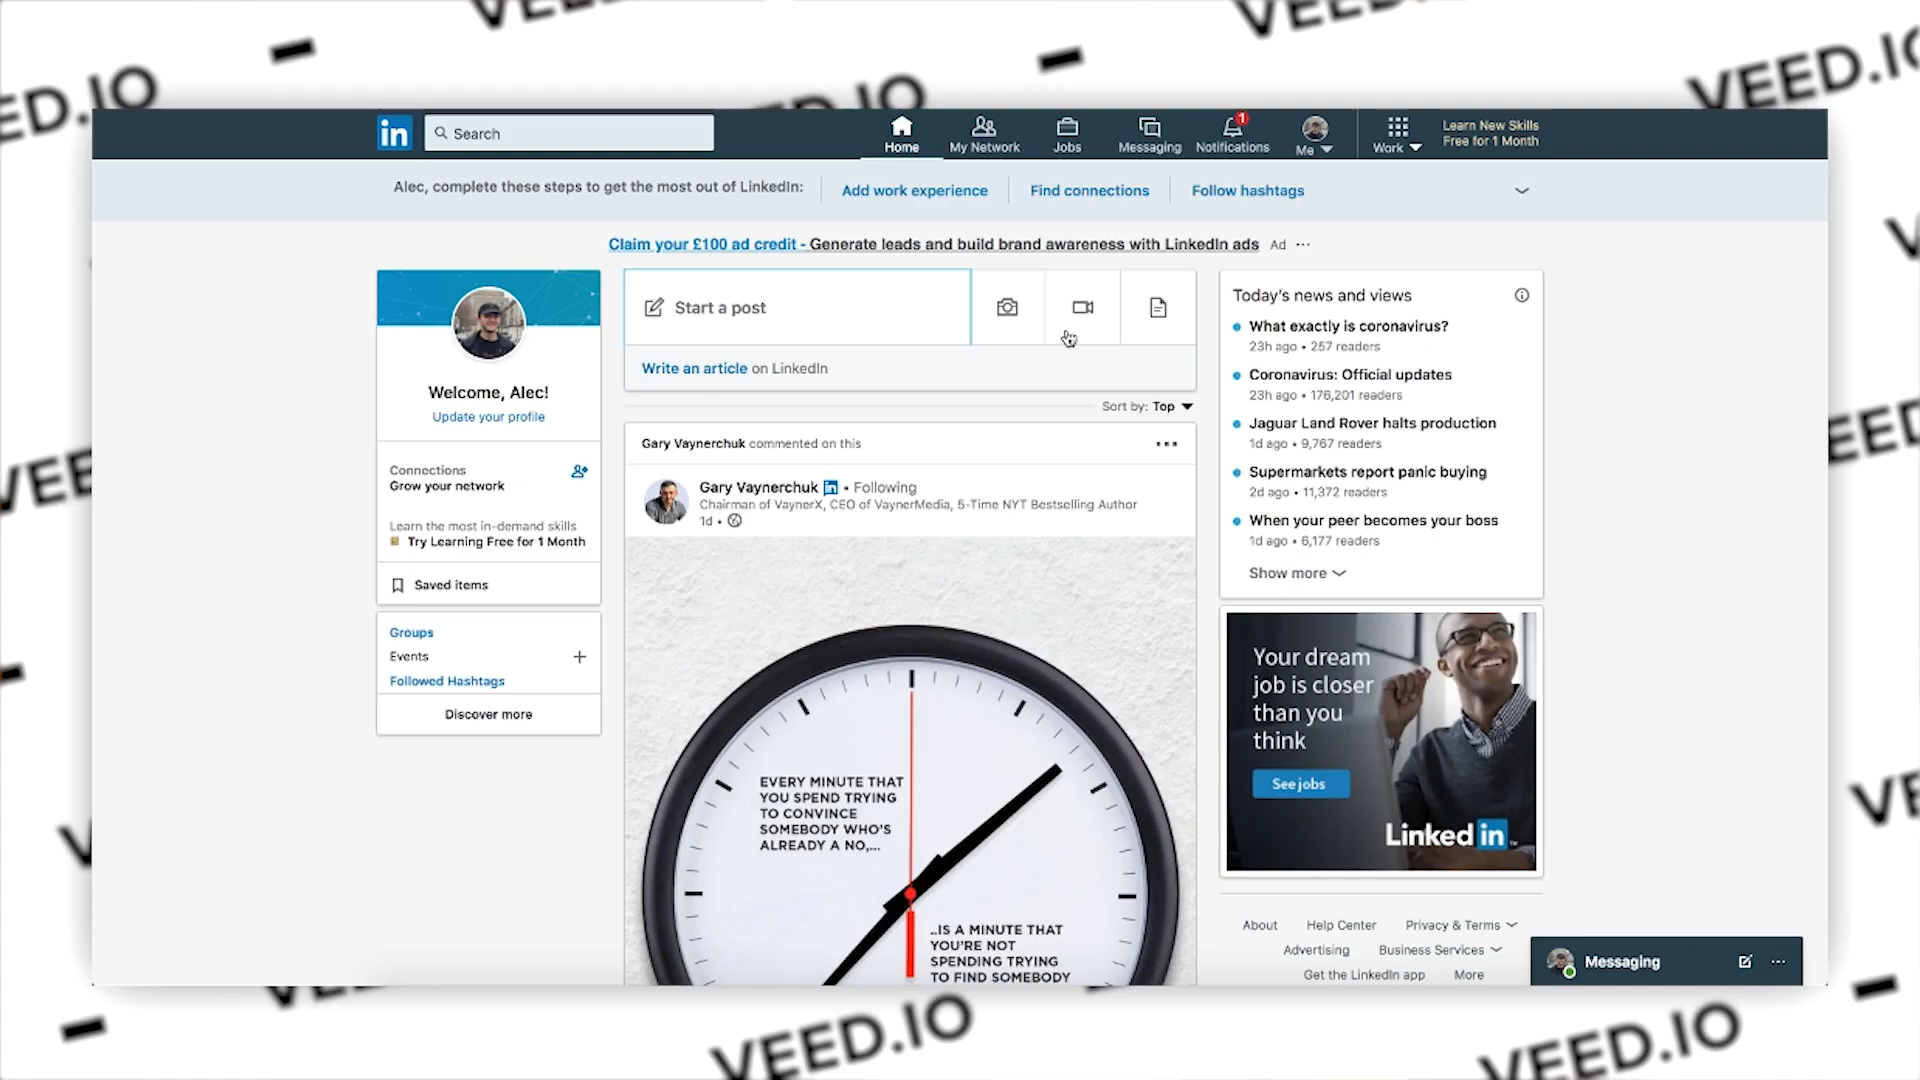 VEED.IO
VEED.IO
in
Search
Home
My Network
Jobs
Messaging
1
Notifications
Me
Work
Learn New Skills
Free for 1 Month
Alec, complete these steps to get the most out of LinkedIn:
Add work experience
Find connections
Follow hashtags
Claim your £100 ad credit - Generate leads and build brand awareness with LinkedIn ads Ad ...
Welcome, Alec!
Update your profile
Connections
Grow your network
Learn the most in-demand skills
Try Learning Free for 1 Month
Saved items
Groups
Events
Followed Hashtags
Discover more
Start a post
Write an article on LinkedIn
Sort by: Top
Gary Vaynerchuk commented on this
Gary Vaynerchuk in • Following
Chairman of VaynerX, CEO of VaynerMedia, 5-Time NYT Bestselling Author
1d •
EVERY MINUTE THAT
YOU SPEND TRYING
TO CONVINCE
SOMEBODY WHO'S
ALREADY A NO,...
..IS A MINUTE THAT
YOU'RE NOT
SPENDING TRYING
TO FIND SOMEBODY
Today's news and views
What exactly is coronavirus?
23h ago • 257 readers
Coronavirus: Official updates
23h ago • 176,201 readers
Jaguar Land Rover halts production
1d ago • 9,767 readers
Supermarkets report panic buying
2d ago • 11,372 readers
When your peer becomes your boss
1d ago • 6,177 readers
Show more
Your dream
job is closer
than you
think
See jobs
Linked in
About
Help Center
Privacy & Terms
Advertising
Business Services
Get the LinkedIn app
More
Messaging
VEED.IO
VEED.IO